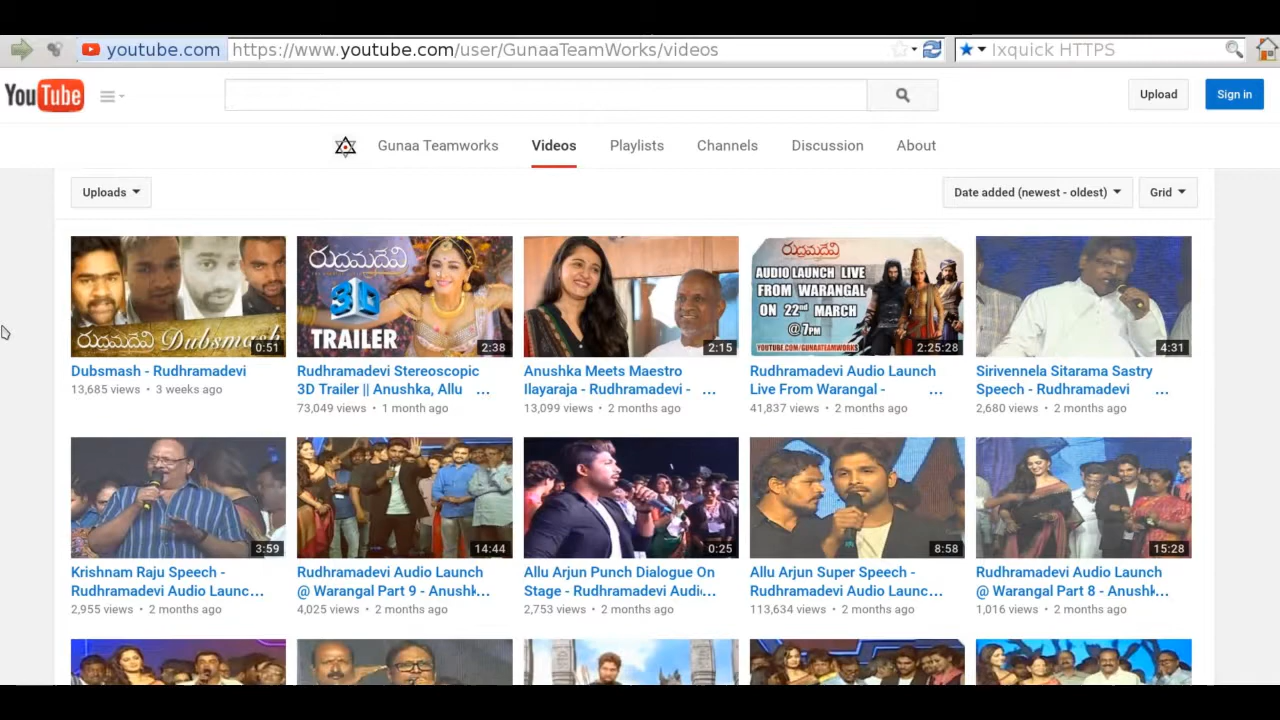 youtube.com https://www.youtube.com/user/GunaaTeamWorks/videos Ixquick HTTPS
YouTube Upload Sign in
Gunaa Teamworks Videos Playlists Channels Discussion About
Uploads Date added (newest - oldest) Grid
రుద్రమదేవి Dubsmash
0:51
రుద్రమదేవి
3D
TRAILER
2:38
2:15
రుద్రమదేవి
AUDIO LAUNCH LIVE
FROM WARANGAL
ON 22nd MARCH
@7PM
YOUTUBE.COM/GUNAATEAMWORKS
2:25:28
4:31
Dubsmash - Rudhramadevi
13,685 views • 3 weeks ago
Rudhramadevi Stereoscopic
3D Trailer || Anushka, Allu ...
73,049 views • 1 month ago
Anushka Meets Maestro
Ilayaraja - Rudhramadevi - ...
13,099 views • 2 months ago
Rudhramadevi Audio Launch
Live From Warangal - ...
41,837 views • 2 months ago
Sirivennela Sitarama Sastry
Speech - Rudhramadevi ...
2,680 views • 2 months ago
3:59
14:44
0:25
8:58
15:28
Krishnam Raju Speech -
Rudhramadevi Audio Launc...
2,955 views • 2 months ago
Rudhramadevi Audio Launch
@ Warangal Part 9 - Anushk...
4,025 views • 2 months ago
Allu Arjun Punch Dialogue On
Stage - Rudhramadevi Audi...
2,753 views • 2 months ago
Allu Arjun Super Speech -
Rudhramadevi Audio Launc...
113,634 views • 2 months ago
Rudhramadevi Audio Launch
@ Warangal Part 8 - Anushk...
1,016 views • 2 months ago